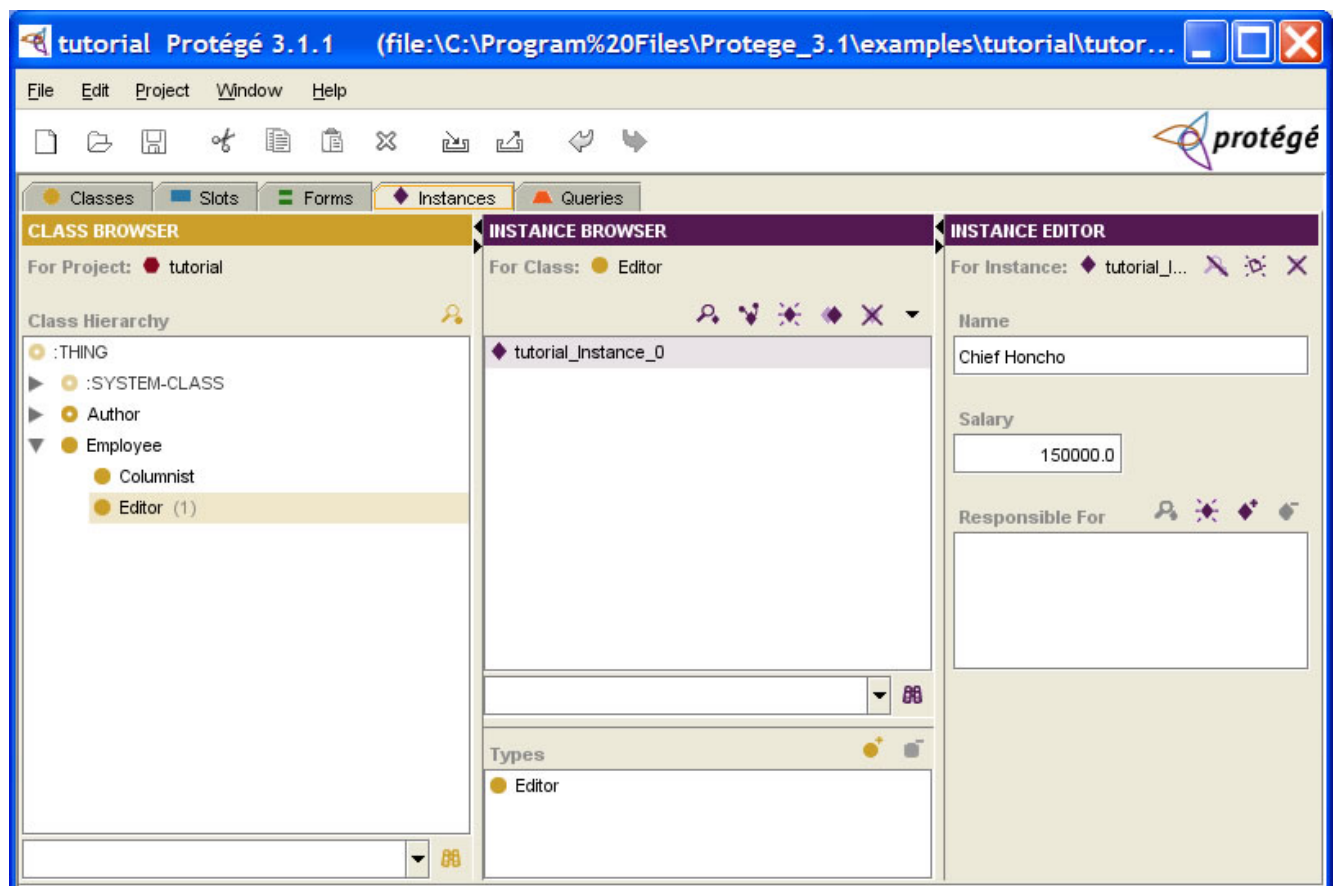 tutorial Protégé 3.1.1 (file:\C:\Program%20Files\Protege_3.1\examples\tutorial\tutor...
File Edit Project Window Help
protégé
Classes Slots Forms Instances Queries
CLASS BROWSER
For Project: tutorial
Class Hierarchy
:THING
:SYSTEM-CLASS
Author
Employee
Columnist
Editor (1)
INSTANCE BROWSER
For Class: Editor
tutorial_Instance_0
Types
Editor
INSTANCE EDITOR
For Instance: tutorial_I...
Name
Chief Honcho
Salary
150000.0
Responsible For